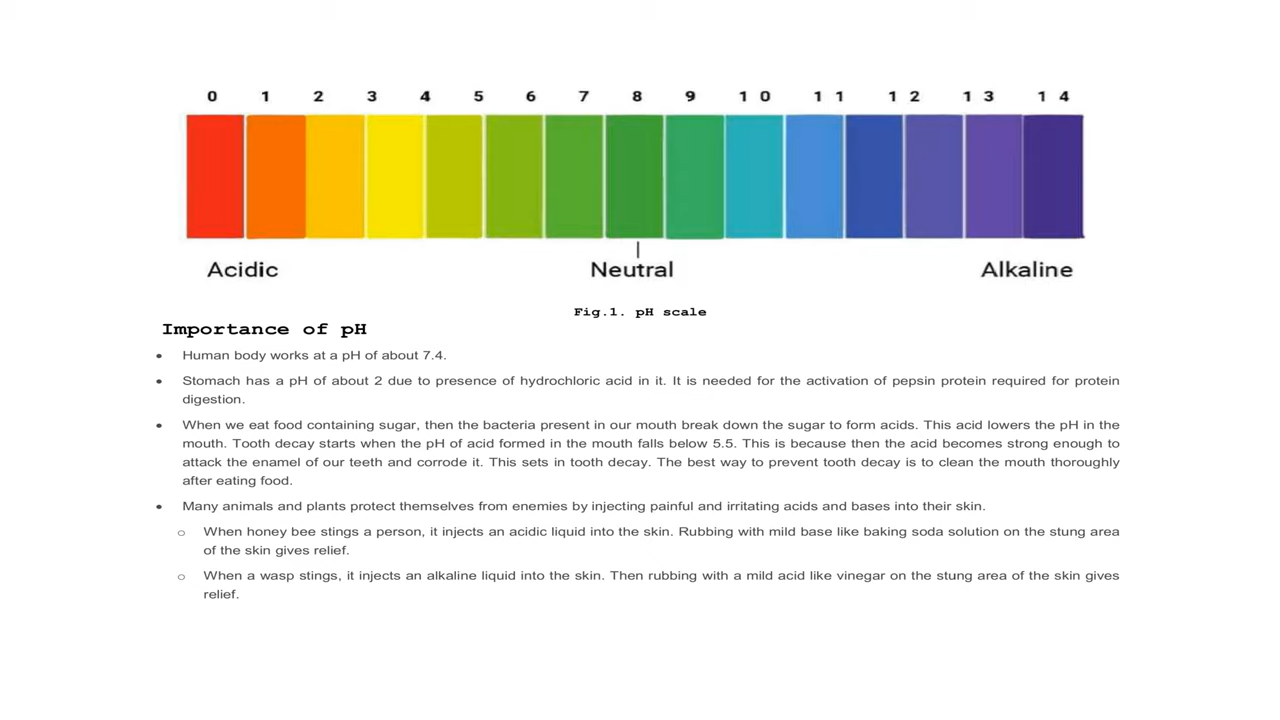 0 1 2 3 4 5 6 7 8 9 1 0 1 1 1 2 1 3 1 4
Acidic Neutral Alkaline
Fig.1. pH scale
Importance of pH
• Human body works at a pH of about 7.4.
• Stomach has a pH of about 2 due to presence of hydrochloric acid in it. It is needed for the activation of pepsin protein required for protein
digestion.
• When we eat food containing sugar, then the bacteria present in our mouth break down the sugar to form acids. This acid lowers the pH in the
mouth. Tooth decay starts when the pH of acid formed in the mouth falls below 5.5. This is because then the acid becomes strong enough to
attack the enamel of our teeth and corrode it. This sets in tooth decay. The best way to prevent tooth decay is to clean the mouth thoroughly
after eating food.
• Many animals and plants protect themselves from enemies by injecting painful and irritating acids and bases into their skin.
o When honey bee stings a person, it injects an acidic liquid into the skin. Rubbing with mild base like baking soda solution on the stung area
of the skin gives relief.
o When a wasp stings, it injects an alkaline liquid into the skin. Then rubbing with a mild acid like vinegar on the stung area of the skin gives
relief.